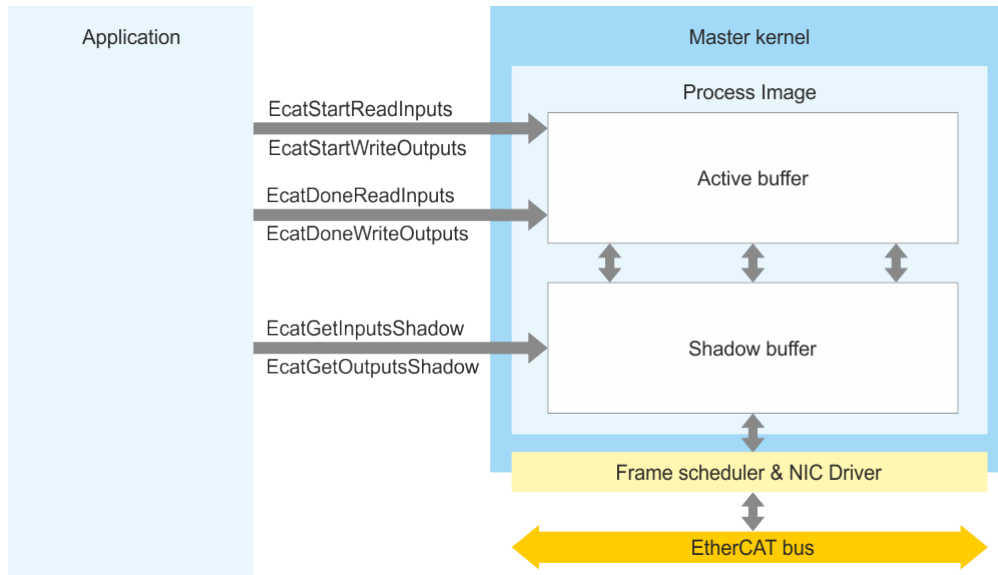 Application
Master kernel
Process Image
EcatStartReadInputs
EcatStartWriteOutputs
Active buffer
EcatDoneReadInputs
EcatDoneWriteOutputs
EcatGetInputsShadow
EcatGetOutputsShadow
Shadow buffer
Frame scheduler & NIC Driver
EtherCAT bus